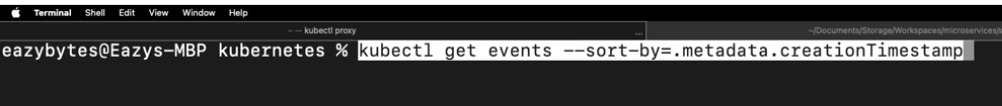 Terminal Shell Edit View Window Help
~ — kubectl proxy ... ~/Documents/Storage/Workspaces/microservices/s
eazybytes@Eazys-MBP kubernetes % kubectl get events --sort-by=.metadata.creationTimestamp